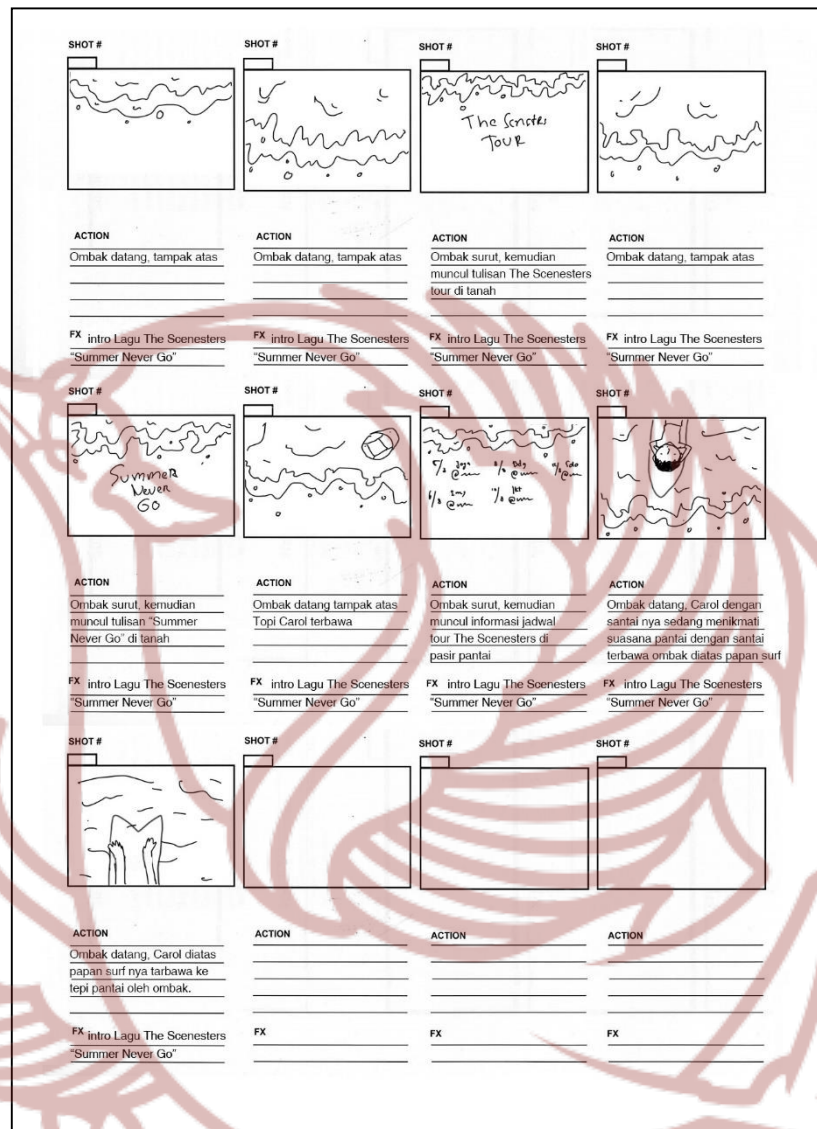 SHOT #
ACTION
Ombak datang, tampak atas
FX intro Lagu The Scenesters
"Summer Never Go"
SHOT #
ACTION
Ombak datang, tampak atas
FX intro Lagu The Scenesters
"Summer Never Go"
SHOT #
The
TOUR
ACTION
Ombak surut, kemudian
muncul tulisan The Scenesters
tour di tanah
FX intro Lagu The Scenesters
"Summer Never Go"
SHOT #
ACTION
Ombak datang, tampak atas
FX intro Lagu The Scenesters
"Summer Never Go"
SHOT #
SUMMER
NEVER
GO
ACTION
Ombak surut, kemudian
muncul tulisan "Summer
Never Go" di tanah
FX intro Lagu The Scenesters
"Summer Never Go"
SHOT #
ACTION
Ombak datang tampak atas
Topi Carol terbawa
FX intro Lagu The Scenesters
"Summer Never Go"
SHOT #
ACTION
Ombak surut, kemudian
muncul informasi jadwal
tour The Scenesters di
pasir pantai
FX intro Lagu The Scenesters
"Summer Never Go"
SHOT #
ACTION
Ombak datang, Carol dengan
santai nya sedang menikmati
suasana pantai dengan santai
terbawa ombak diatas papan surf
FX intro Lagu The Scenesters
"Summer Never Go"
SHOT #
ACTION
Ombak datang, Carol diatas
papan surf nya tarbawa ke
tepi pantai oleh ombak.
FX intro Lagu The Scenesters
"Summer Never Go"
SHOT #
ACTION
FX
SHOT #
ACTION
FX
SHOT #
ACTION
FX